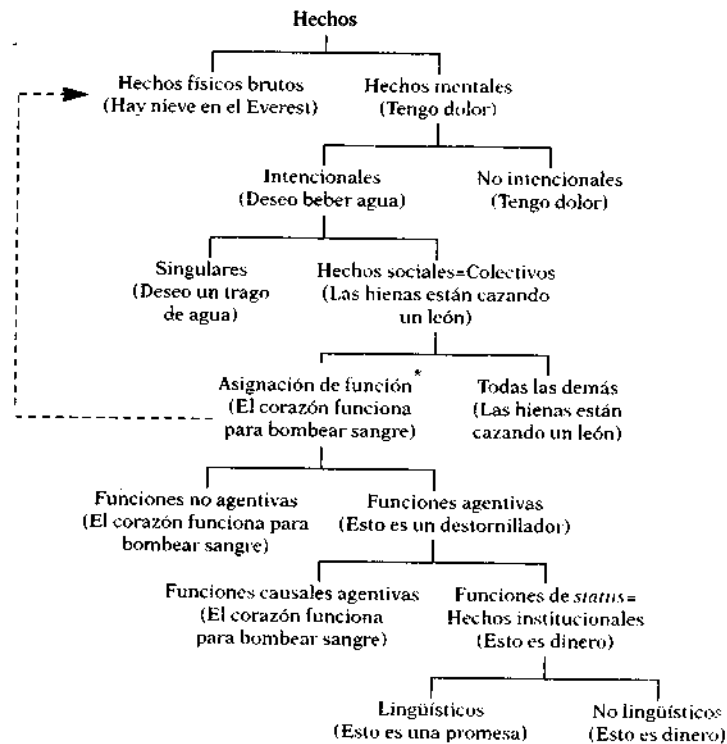 Hechos
Hechos físicos brutos
(Hay nieve en el Everest)
Hechos mentales
(Tengo dolor)
Intencionales
(Deseo beber agua)
No intencionales
(Tengo dolor)
Singulares
(Deseo un trago
de agua)
Hechos sociales=Colectivos
(Las hienas están cazando
un león)
Asignación de función*
(El corazón funciona
para bombear sangre)
Todas las demás
(Las hienas están
cazando un león)
Funciones no agentivas
(El corazón funciona para
bombear sangre)
Funciones agentivas
(Esto es un destornillador)
Funciones causales agentivas
(El corazón funciona
para bombear sangre)
Funciones de status=
Hechos institucionales
(Esto es dinero)
Lingüísticos
(Esto es una promesa)
No lingüísticos
(Esto es dinero)